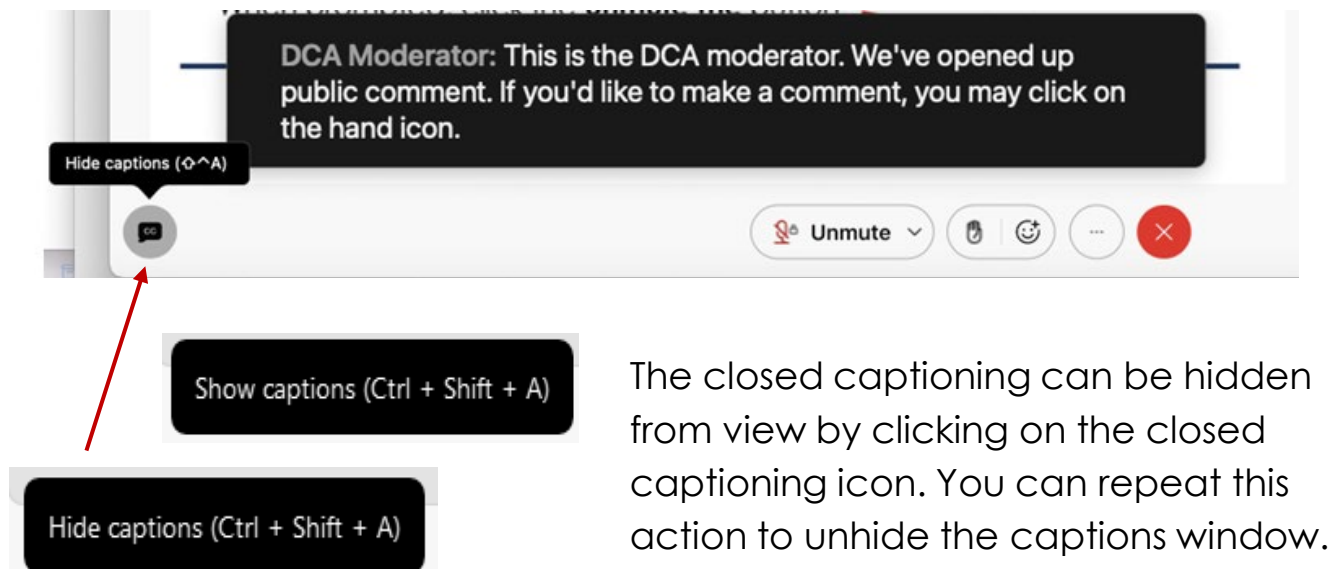 DCA Moderator: This is the DCA moderator. We've opened up
public comment. If you'd like to make a comment, you may click on
the hand icon.
Hide captions (⇧^A)
CC
Unmute
...
Show captions (Ctrl + Shift + A)
Hide captions (Ctrl + Shift + A)
The closed captioning can be hidden
from view by clicking on the closed
captioning icon. You can repeat this
action to unhide the captions window.